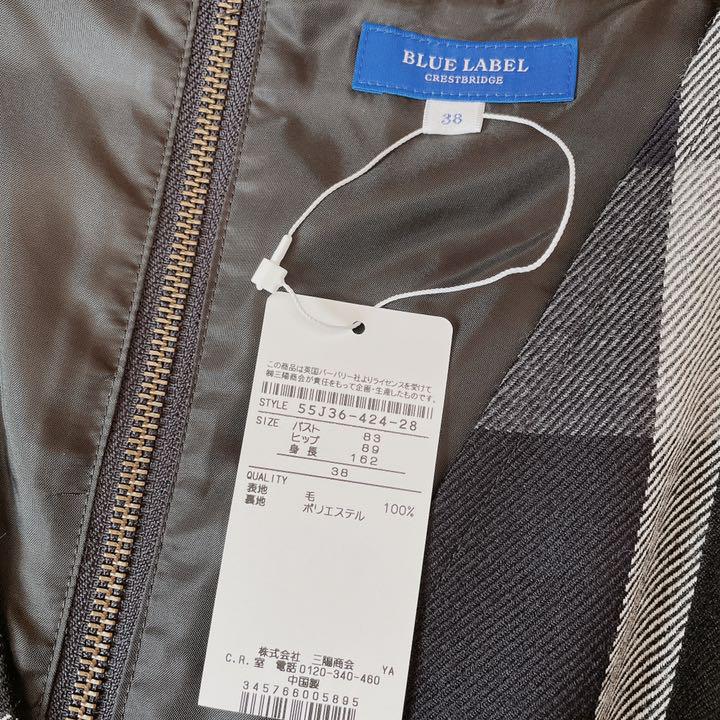 BLUE LABEL
CRESTBRIDGE
38
この商品は英国バーバリー社よりライセンスを受けて
㈱三陽商会が責任をもって企画・生産したものです。
STYLE 55J36-424-28
SIZE バスト 83
ヒップ 89
身長 162
38
QUALITY
表地 毛 100%
裏地 ポリエステル
株式会社 三陽商会 YA
C.R.室 電話0120-340-460
中国製
345766005895